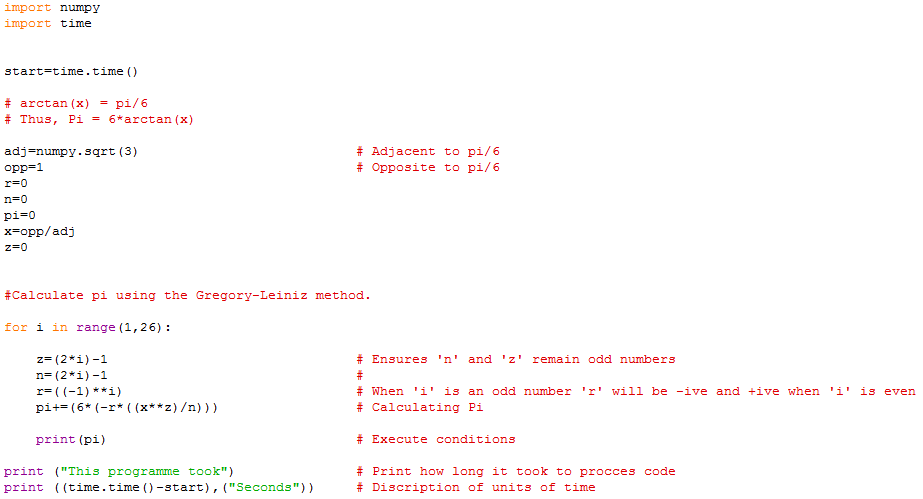 import numpy
import time
start=time.time()
# arctan(x) = pi/6
# Thus, Pi = 6*arctan(x)
adj=numpy.sqrt(3) # Adjacent to pi/6
opp=1 # Opposite to pi/6
r=0
n=0
pi=0
x=opp/adj
z=0
#Calculate pi using the Gregory-Leiniz method.
for i in range(1,26):
z=(2*i)-1 # Ensures 'n' and 'z' remain odd numbers
n=(2*i)-1 #
r=((-1)**i) # When 'i' is an odd number 'r' will be -ive and +ive when 'i' is even
pi+=(6*(-r*((x**z)/n))) # Calculating Pi
print(pi) # Execute conditions
print ("This programme took") # Print how long it took to procces code
print ((time.time()-start),("Seconds")) # Discription of units of time